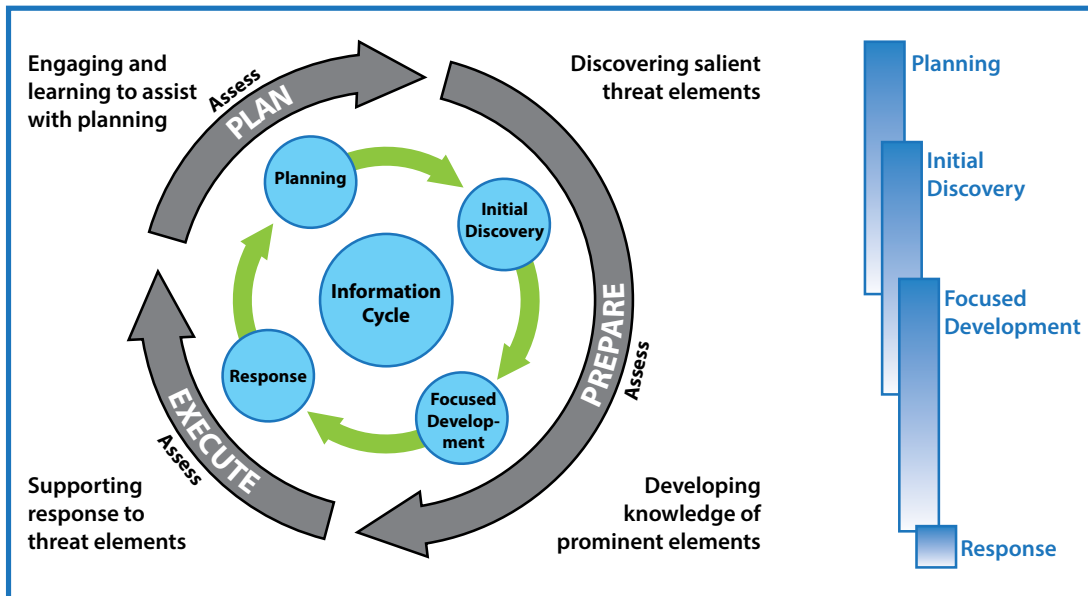 Engaging and
learning to assist
with planning
Assess
PLAN
Discovering salient
threat elements
Planning
Initial
Discovery
Information
Cycle
Focused
Develop-
ment
Response
PREPARE
Assess
EXECUTE
Assess
Supporting
response to
threat elements
Developing
knowledge of
prominent elements
Planning
Initial
Discovery
Focused
Development
Response